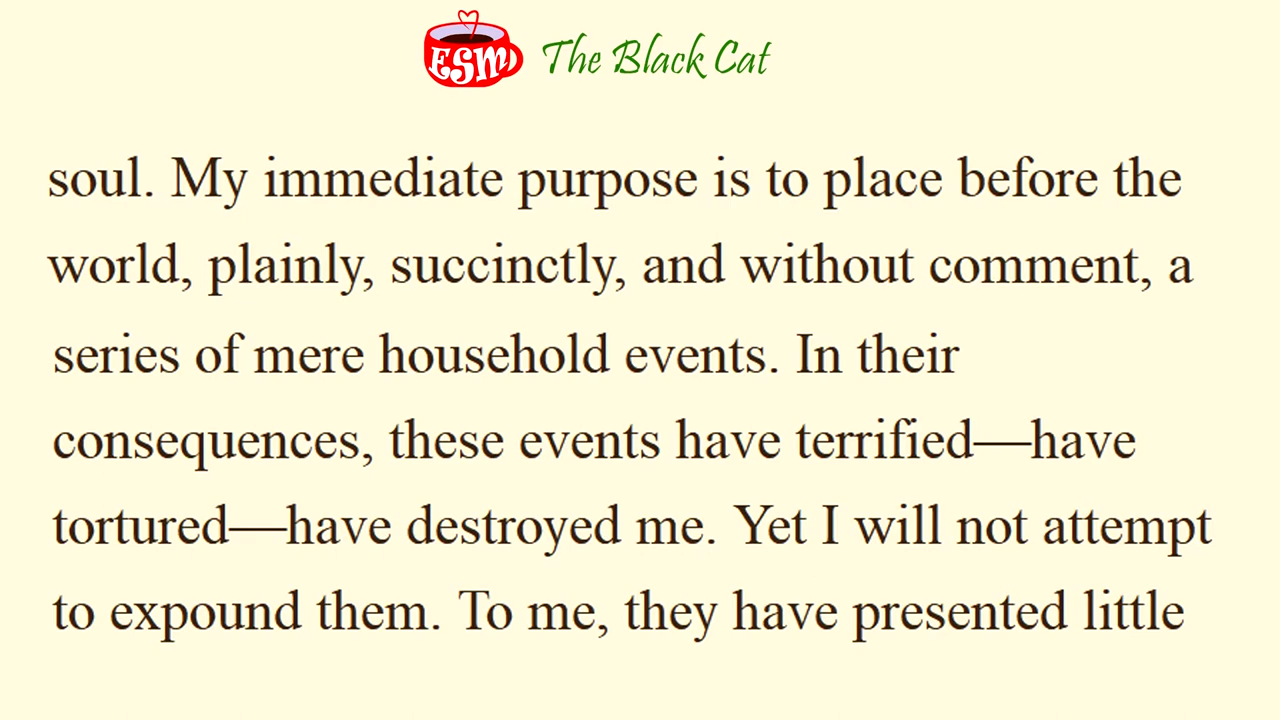 ESM The Black Cat
soul. My immediate purpose is to place before the
world, plainly, succinctly, and without comment, a
series of mere household events. In their
consequences, these events have terrified—have
tortured—have destroyed me. Yet I will not attempt
to expound them. To me, they have presented little